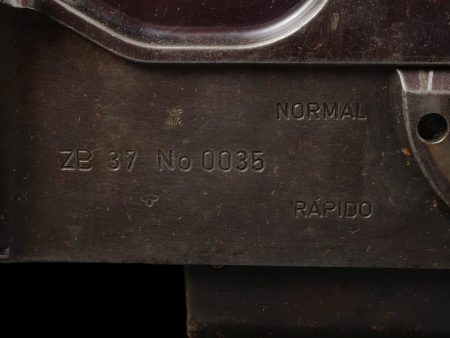 NORMAL
ZB 37 No 0035
RÁPIDO